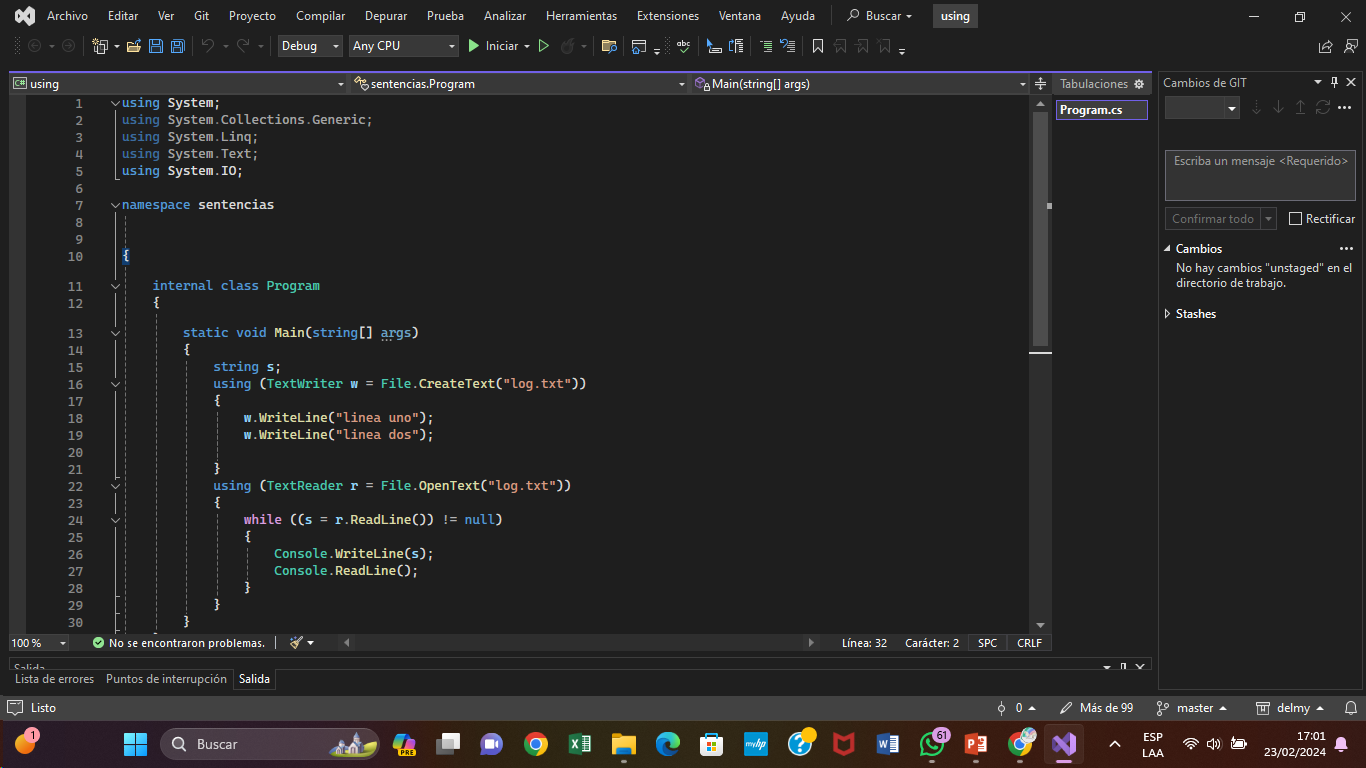 Archivo Editar Ver Git Proyecto Compilar Depurar Prueba Analizar Herramientas Extensiones Ventana Ayuda Buscar using
Debug Any CPU Iniciar abc
C# using sentencias.Program Main(string[] args) Tabulaciones
Program.cs
1 using System;
2 using System.Collections.Generic;
3 using System.Linq;
4 using System.Text;
5 using System.IO;
6
7 namespace sentencias
8
9
10 {
11 internal class Program
12 {
13 static void Main(string[] args)
14 {
15 string s;
16 using (TextWriter w = File.CreateText("log.txt"))
17 {
18 w.WriteLine("linea uno");
19 w.WriteLine("linea dos");
20
21 }
22 using (TextReader r = File.OpenText("log.txt"))
23 {
24 while ((s = r.ReadLine()) != null)
25 {
26 Console.WriteLine(s);
27 Console.ReadLine();
28 }
29 }
30 }
100 % No se encontraron problemas. Línea: 32 Carácter: 2 SPC CRLF
Salida
Lista de errores Puntos de interrupción Salida
Cambios de GIT
Escriba un mensaje <Requerido>
Confirmar todo Rectificar
Cambios
No hay cambios "unstaged" en el
directorio de trabajo.
Stashes
Listo 0 Más de 99 master delmy
1 Buscar PRE myhp 61 ESP 17:01
LAA 23/02/2024